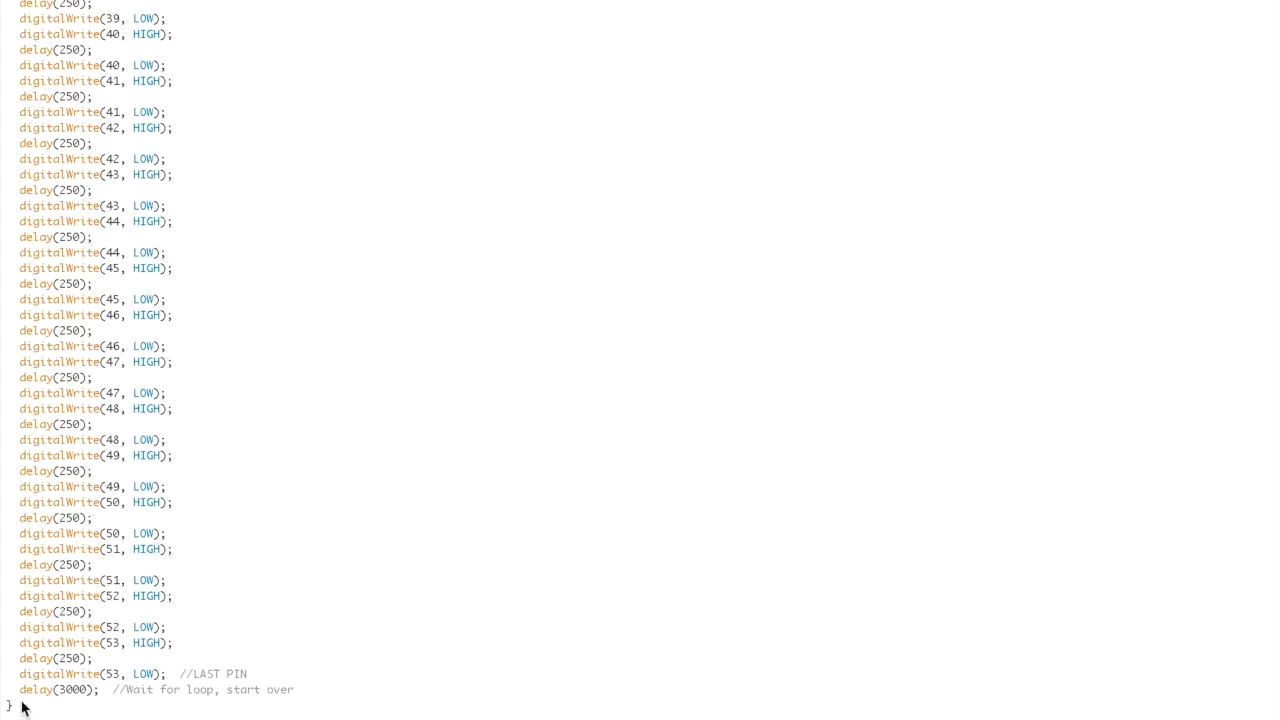 delay(250);
digitalWrite(39, LOW);
digitalWrite(40, HIGH);
delay(250);
digitalWrite(40, LOW);
digitalWrite(41, HIGH);
delay(250);
digitalWrite(41, LOW);
digitalWrite(42, HIGH);
delay(250);
digitalWrite(42, LOW);
digitalWrite(43, HIGH);
delay(250);
digitalWrite(43, LOW);
digitalWrite(44, HIGH);
delay(250);
digitalWrite(44, LOW);
digitalWrite(45, HIGH);
delay(250);
digitalWrite(45, LOW);
digitalWrite(46, HIGH);
delay(250);
digitalWrite(46, LOW);
digitalWrite(47, HIGH);
delay(250);
digitalWrite(47, LOW);
digitalWrite(48, HIGH);
delay(250);
digitalWrite(48, LOW);
digitalWrite(49, HIGH);
delay(250);
digitalWrite(49, LOW);
digitalWrite(50, HIGH);
delay(250);
digitalWrite(50, LOW);
digitalWrite(51, HIGH);
delay(250);
digitalWrite(51, LOW);
digitalWrite(52, HIGH);
delay(250);
digitalWrite(52, LOW);
digitalWrite(53, HIGH);
delay(250);
digitalWrite(53, LOW);  //LAST PIN
delay(3000);  //Wait for loop, start over
}